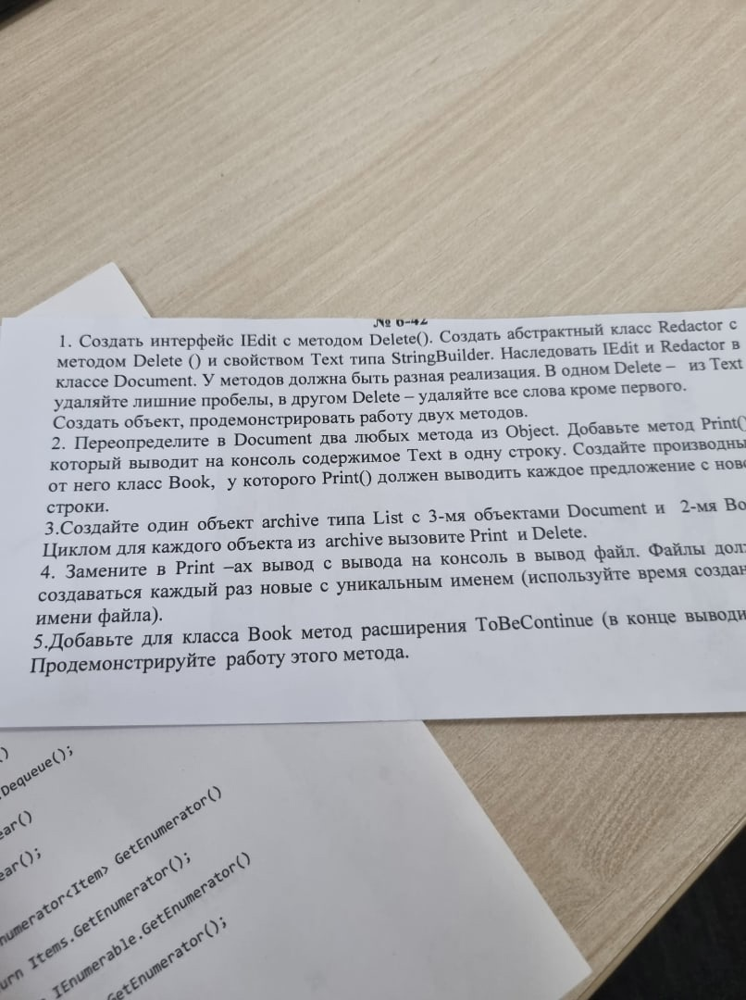 № 6-42
1. Создать интерфейс IEdit с методом Delete(). Создать абстрактный класс Redactor с
методом Delete () и свойством Text типа StringBuilder. Наследовать IEdit и Redactor в
классе Document. У методов должна быть разная реализация. В одном Delete – из Text
удаляйте лишние пробелы, в другом Delete – удаляйте все слова кроме первого.
Создать объект, продемонстрировать работу двух методов.
2. Переопределите в Document два любых метода из Object. Добавьте метод Print()
который выводит на консоль содержимое Text в одну строку. Создайте
от него класс Book, у которого Print() должен выводить каждое предложение с
строки.
3.Создайте один объект archive типа List с 3-мя объектами Document и 2-мя
Циклом для каждого объекта из archive вызовите Print и Delete.
4. Замените в Print –ах вывод с вывода на консоль в вывод файл. Файлы
создаваться каждый раз новые с уникальным именем (используйте время
имени файла).
5.Добавьте для класса Book метод расширения ToBeContinue (в конце
Продемонстрируйте работу этого метода.
()
Dequeue();
ear()
ear();
numerator<Item> GetEnumerator()
urn Items.GetEnumerator();
IEnumerable.GetEnumerator()
GetEnumerator();